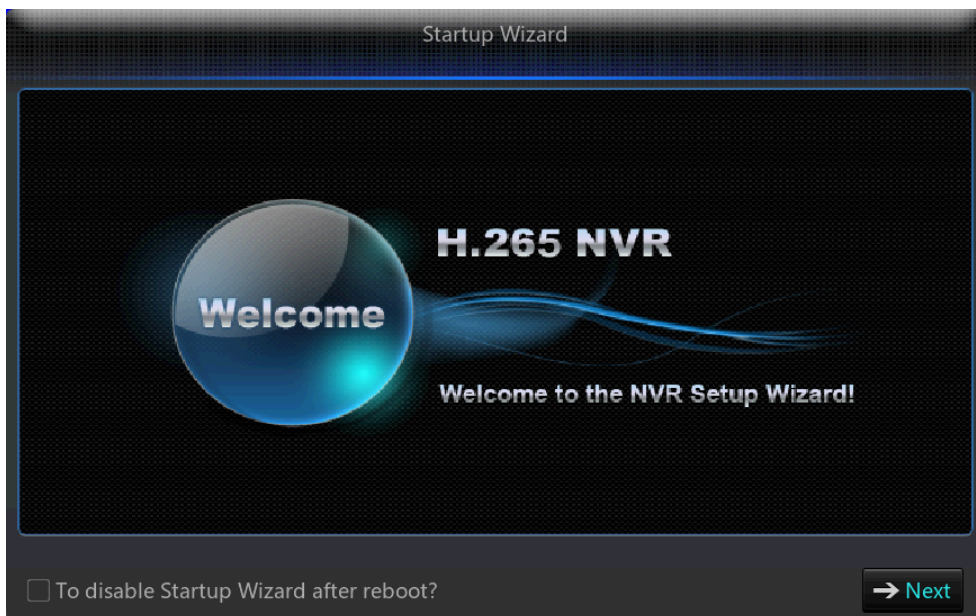 Startup Wizard
H.265 NVR
Welcome
Welcome to the NVR Setup Wizard!
To disable Startup Wizard after reboot?
Next